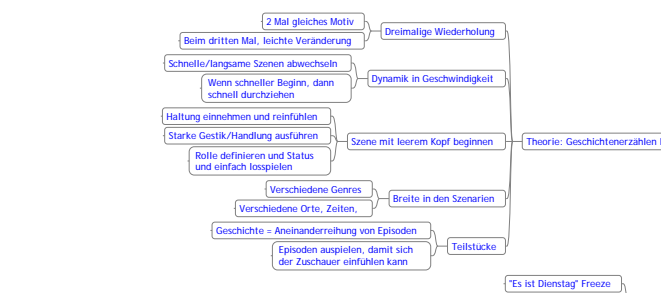 2 Mal gleiches Motiv
Beim dritten Mal, leichte Veränderung
Dreimalige Wiederholung
Schnelle/langsame Szenen abwechseln
Wenn schneller Beginn, dann
schnell durchziehen
Dynamik in Geschwindigkeit
Haltung einnehmen und reinfühlen
Starke Gestik/Handlung ausführen
Rolle definieren und Status
und einfach losspielen
Szene mit leerem Kopf beginnen
Theorie: Geschichtenerzählen
Verschiedene Genres
Verschiedene Orte, Zeiten,
Breite in den Szenarien
Geschichte = Aneinanderreihung von Episoden
Episoden auspielen, damit sich
der Zuschauer einfühlen kann
Teilstücke
"Es ist Dienstag" Freeze